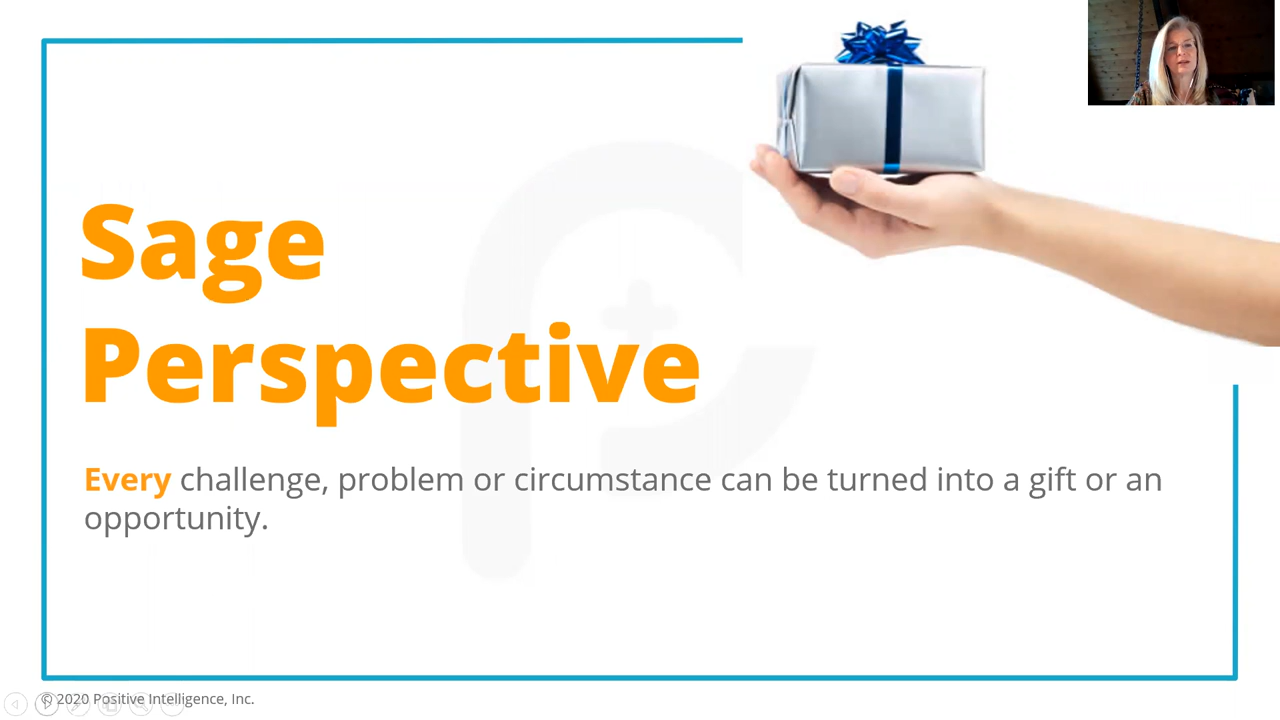 Sage
Perspective
Every challenge, problem or circumstance can be turned into a gift or an
opportunity.
© 2020 Positive Intelligence, Inc.